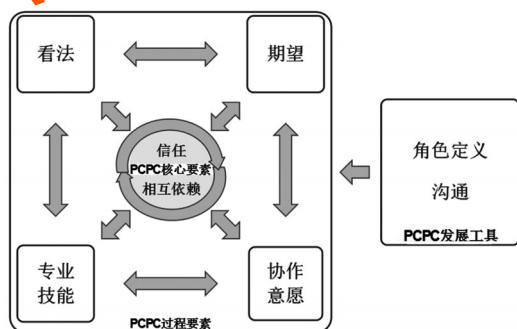 看法
期望
信任
PCPC核心要素
相互依赖
专业
技能
协作
意愿
PCPC过程要素
角色定义
沟通
PCPC发展工具